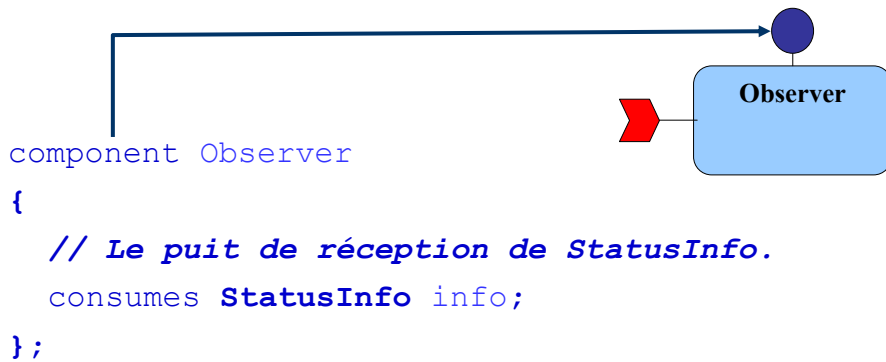 Observer
component Observer
{
// Le puit de réception de StatusInfo.
consumes StatusInfo info;
};